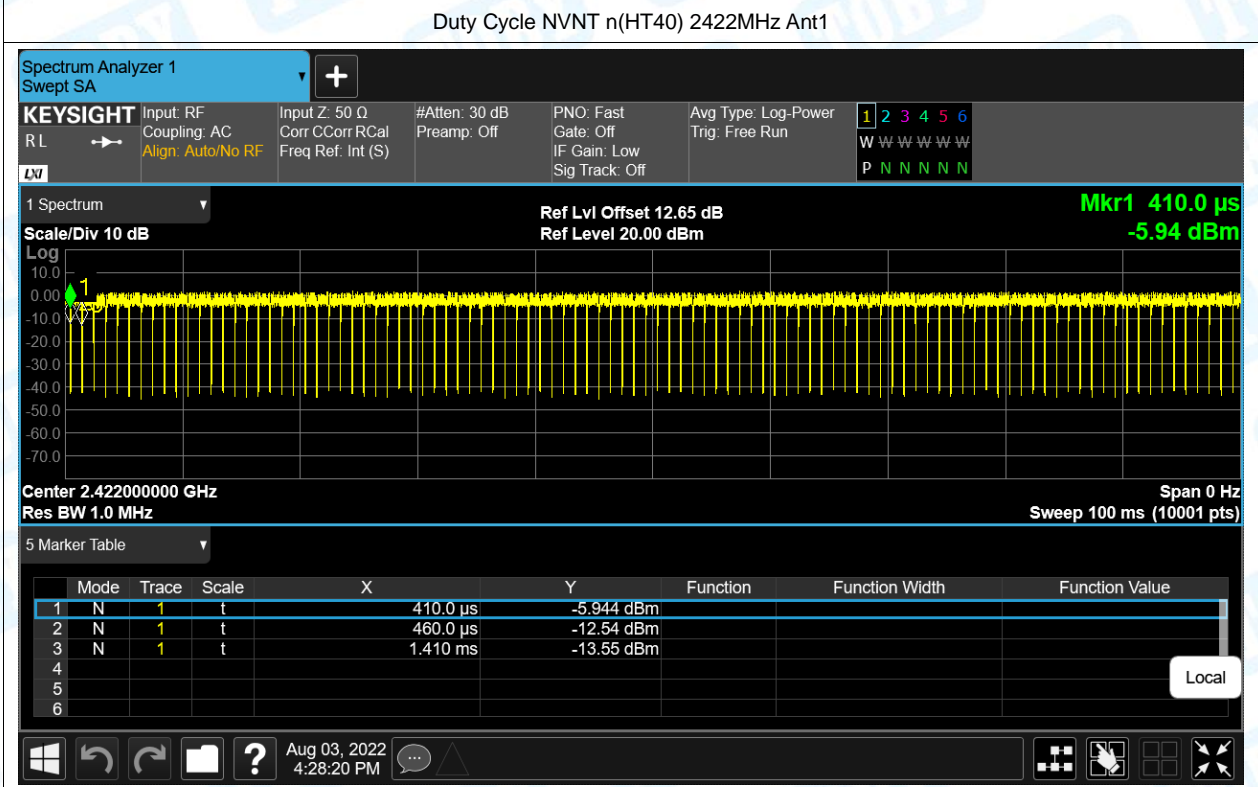 Duty Cycle NVNT n(HT40) 2422MHz Ant1
Spectrum Analyzer 1
Swept SA
+
KEYSIGHT Input: RF Input Z: 50 Ω #Atten: 30 dB PNO: Fast Avg Type: Log-Power 1 2 3 4 5 6
RL Coupling: AC Corr CCorr RCal Preamp: Off Gate: Off Trig: Free Run W W W W W W
Align: Auto/No RF Freq Ref: Int (S) IF Gain: Low P N N N N N
LXI Sig Track: Off
1 Spectrum Ref Lvl Offset 12.65 dB Mkr1 410.0 µs
Scale/Div 10 dB Ref Level 20.00 dBm -5.94 dBm
Log
10.0
1
0.00
-10.0
-20.0
-30.0
-40.0
-50.0
-60.0
-70.0
Center 2.422000000 GHz Span 0 Hz
Res BW 1.0 MHz Sweep 100 ms (10001 pts)
5 Marker Table
Mode Trace Scale X Y Function Function Width Function Value
1 N 1 t 410.0 µs -5.944 dBm
2 N 1 t 460.0 µs -12.54 dBm
3 N 1 t 1.410 ms -13.55 dBm
4
5
6
Local
? Aug 03, 2022
4:28:20 PM